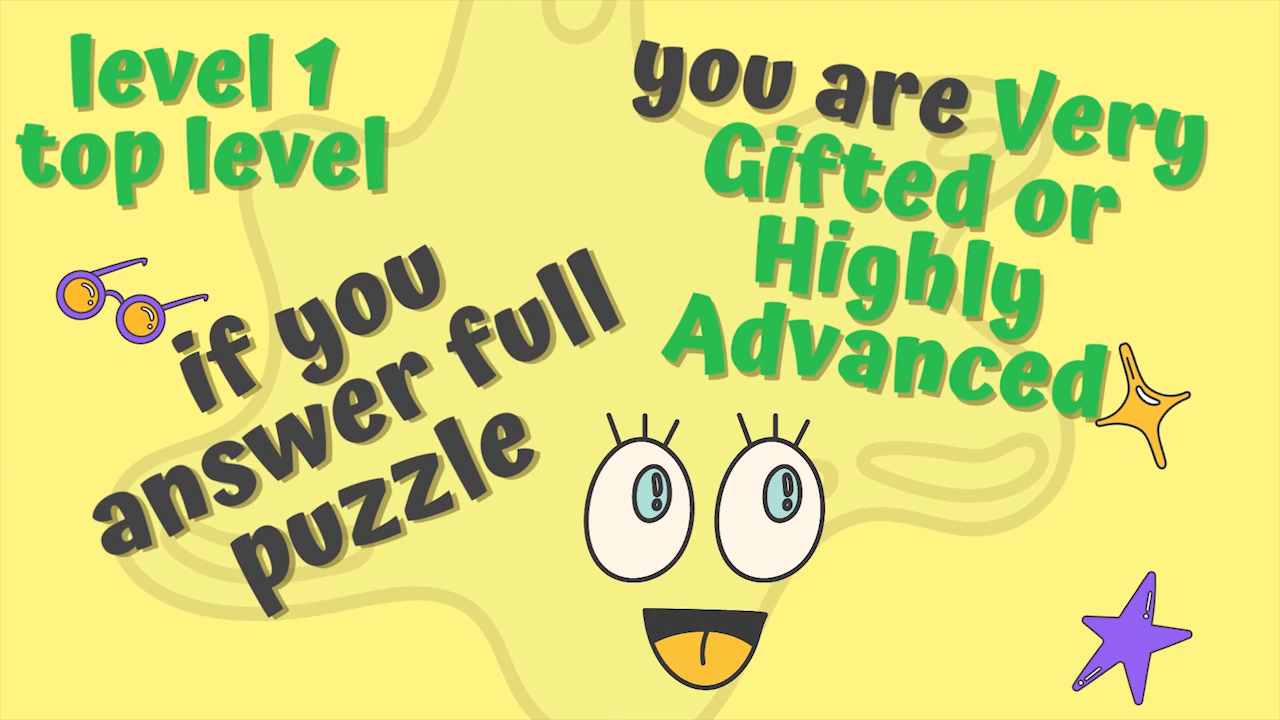 level 1
top level
you are Very
Gifted or
Highly
Advanced
if you
answer full
puzzle